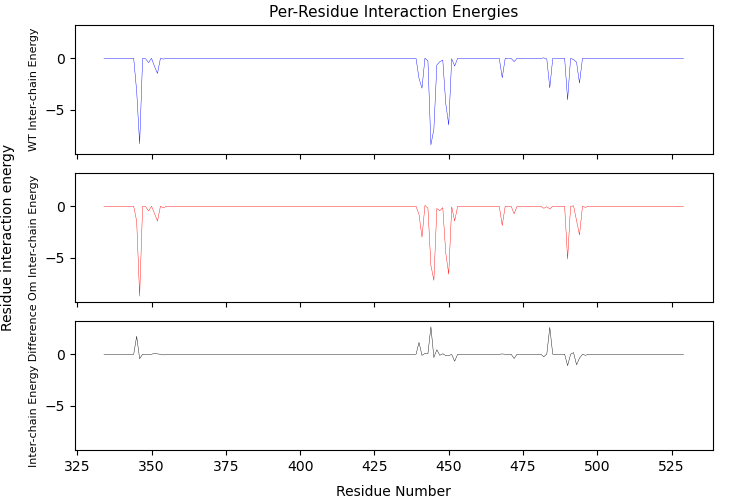 Per-Residue Interaction Energies
Residue interaction energy
WT Inter-chain Energy
0
−5
Om Inter-chain Energy
0
−5
Inter-chain Energy Difference
0
−5
325 350 375 400 425 450 475 500 525
Residue Number